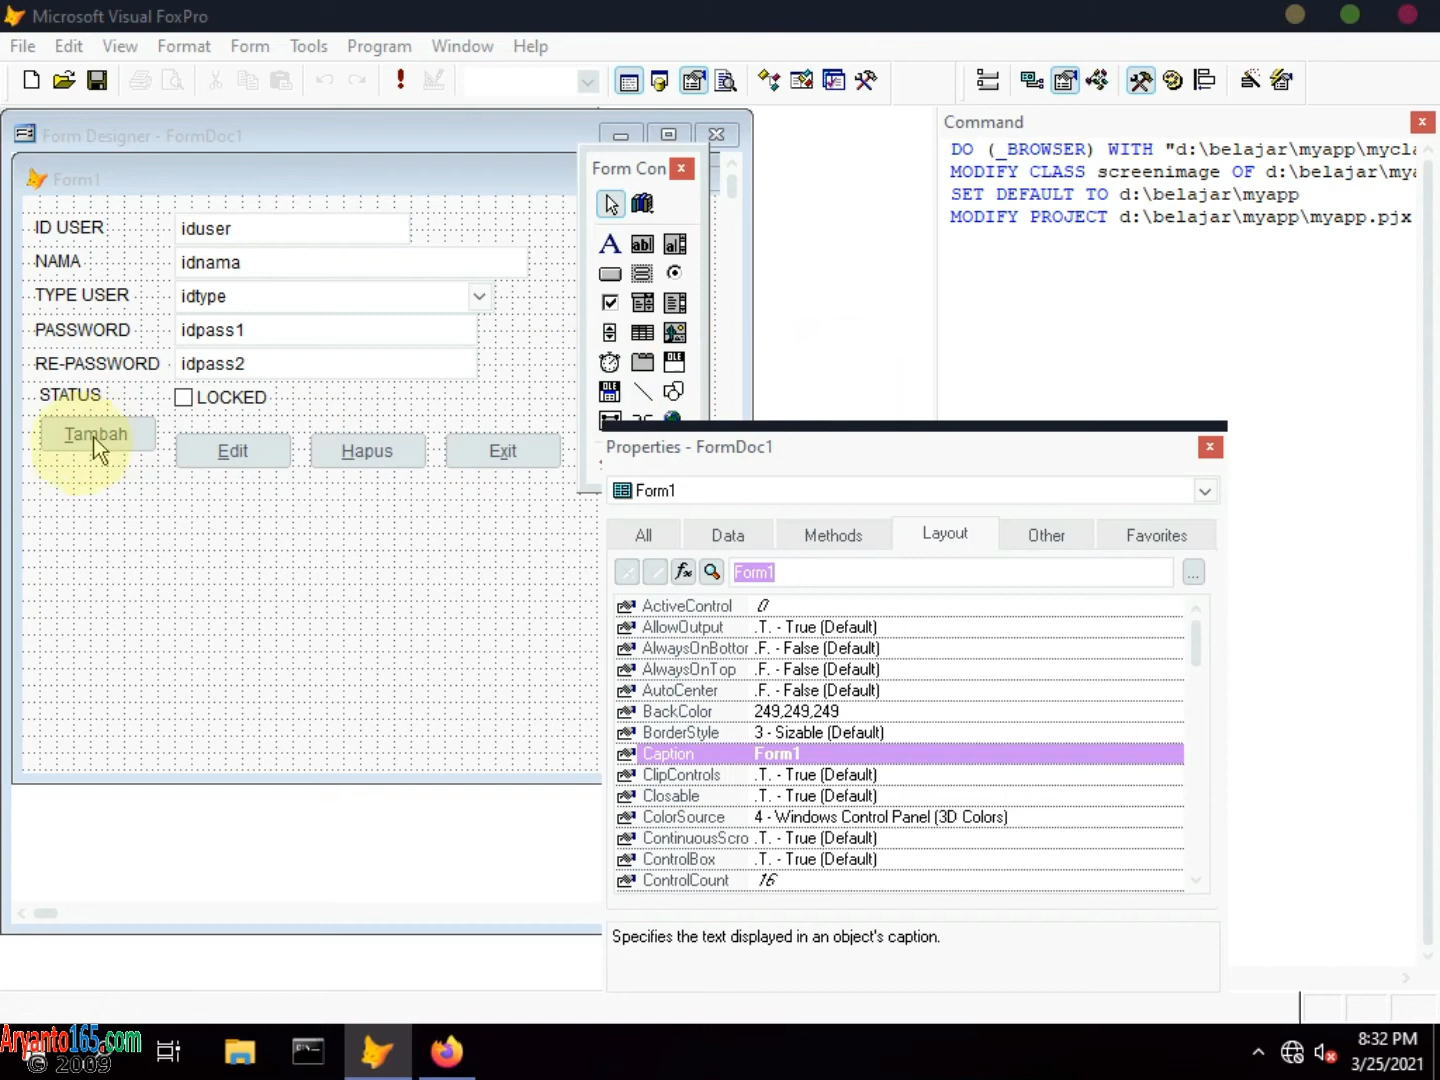 Microsoft Visual FoxPro
File Edit View Format Form Tools Program Window Help
Form Designer - FormDoc1
Form1
ID USER iduser
NAMA idnama
TYPE USER idtype
PASSWORD idpass1
RE-PASSWORD idpass2
STATUS LOCKED
Tambah Edit Hapus Exit
Form Con
A abl al
OLE
OLE
Command
DO (_BROWSER) WITH "d:\belajar\myapp\mycla
MODIFY CLASS screenimage OF d:\belajar\my
SET DEFAULT TO d:\belajar\myapp
MODIFY PROJECT d:\belajar\myapp\myapp.pjx
Properties - FormDoc1
Form1
All Data Methods Layout Other Favorites
fx Form1 ...
ActiveControl 0
AllowOutput .T. - True (Default)
AlwaysOnBottor .F. - False (Default)
AlwaysOnTop .F. - False (Default)
AutoCenter .F. - False (Default)
BackColor 249,249,249
BorderStyle 3 - Sizable (Default)
Caption Form1
ClipControls .T. - True (Default)
Closable .T. - True (Default)
ColorSource 4 - Windows Control Panel (3D Colors)
ContinuousScro .T. - True (Default)
ControlBox .T. - True (Default)
ControlCount 16
Specifies the text displayed in an object's caption.
Aryanto165.com
© 2009
8:32 PM
3/25/2021